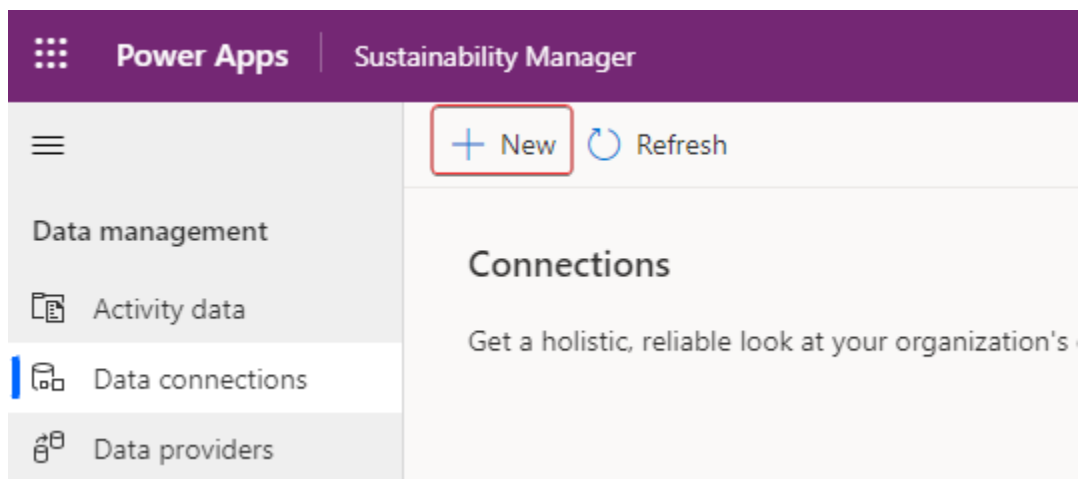 Power Apps Sustainability Manager
New Refresh
Data management
Connections
Activity data
Get a holistic, reliable look at your organization's
Data connections
Data providers